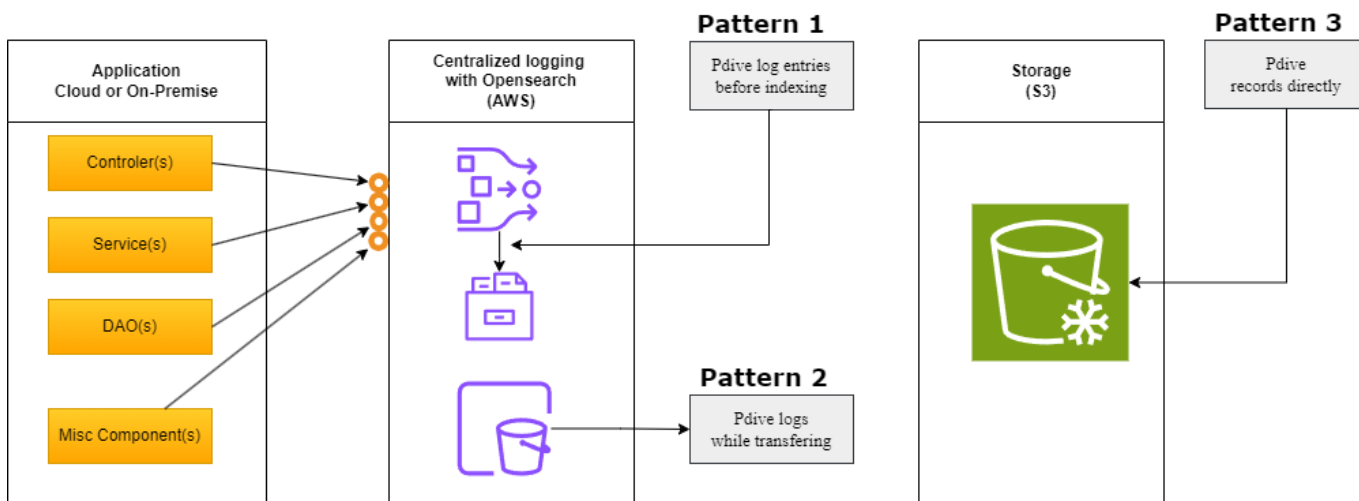 Application
Cloud or On-Premise
Controler(s)
Service(s)
DAO(s)
Misc Component(s)
Centralized logging
with Opensearch
(AWS)
Pattern 1
Pdive log entries
before indexing
Pattern 2
Pdive logs
while transfering
Storage
(S3)
Pattern 3
Pdive
records directly